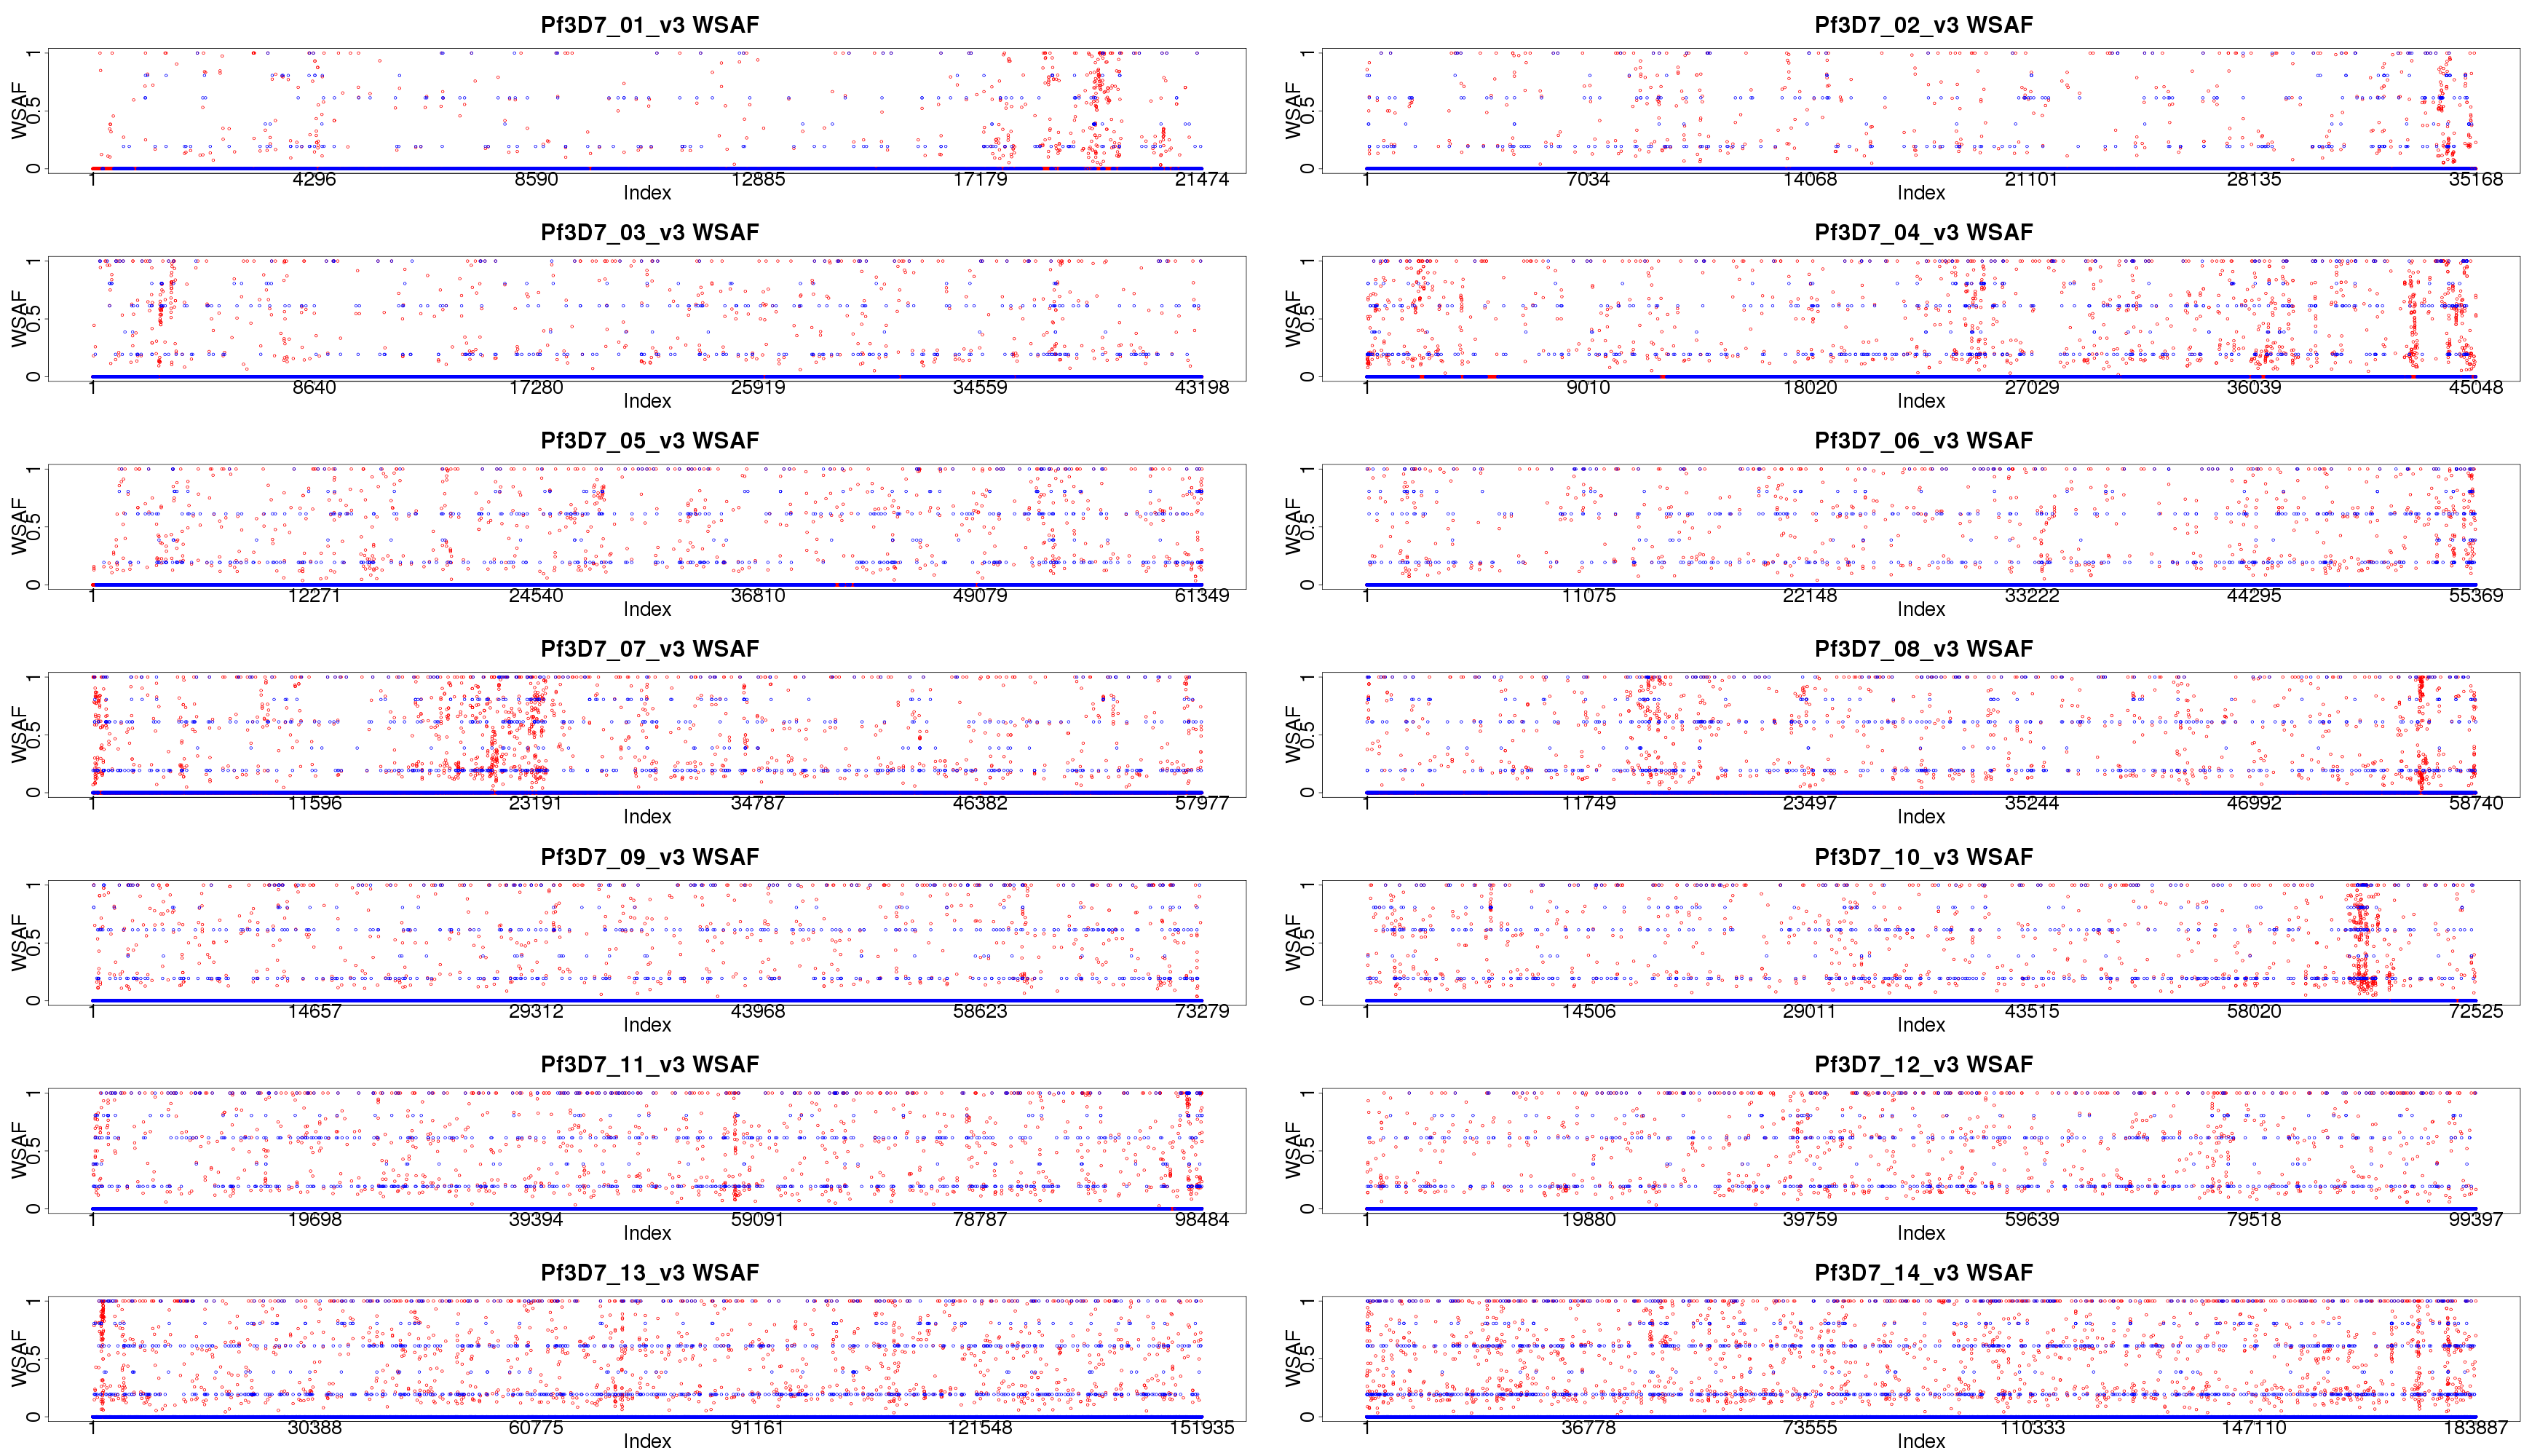 Pf3D7_01_v3 WSAF
WSAF
0 0.5 1
1 4296 8590 12885 17179 21474
Index
Pf3D7_02_v3 WSAF
WSAF
0 0.5 1
1 7034 14068 21101 28135 35168
Index
Pf3D7_03_v3 WSAF
WSAF
0 0.5 1
1 8640 17280 25919 34559 43198
Index
Pf3D7_04_v3 WSAF
WSAF
0 0.5 1
1 9010 18020 27029 36039 45048
Index
Pf3D7_05_v3 WSAF
WSAF
0 0.5 1
1 12271 24540 36810 49079 61349
Index
Pf3D7_06_v3 WSAF
WSAF
0 0.5 1
1 11075 22148 33222 44295 55369
Index
Pf3D7_07_v3 WSAF
WSAF
0 0.5 1
1 11596 23191 34787 46382 57977
Index
Pf3D7_08_v3 WSAF
WSAF
0 0.5 1
1 11749 23497 35244 46992 58740
Index
Pf3D7_09_v3 WSAF
WSAF
0 0.5 1
1 14657 29312 43968 58623 73279
Index
Pf3D7_10_v3 WSAF
WSAF
0 0.5 1
1 14506 29011 43515 58020 72525
Index
Pf3D7_11_v3 WSAF
WSAF
0 0.5 1
1 19698 39394 59091 78787 98484
Index
Pf3D7_12_v3 WSAF
WSAF
0 0.5 1
1 19880 39759 59639 79518 99397
Index
Pf3D7_13_v3 WSAF
WSAF
0 0.5 1
1 30388 60775 91161 121548 151935
Index
Pf3D7_14_v3 WSAF
WSAF
0 0.5 1
1 36778 73555 110333 147110 183887
Index